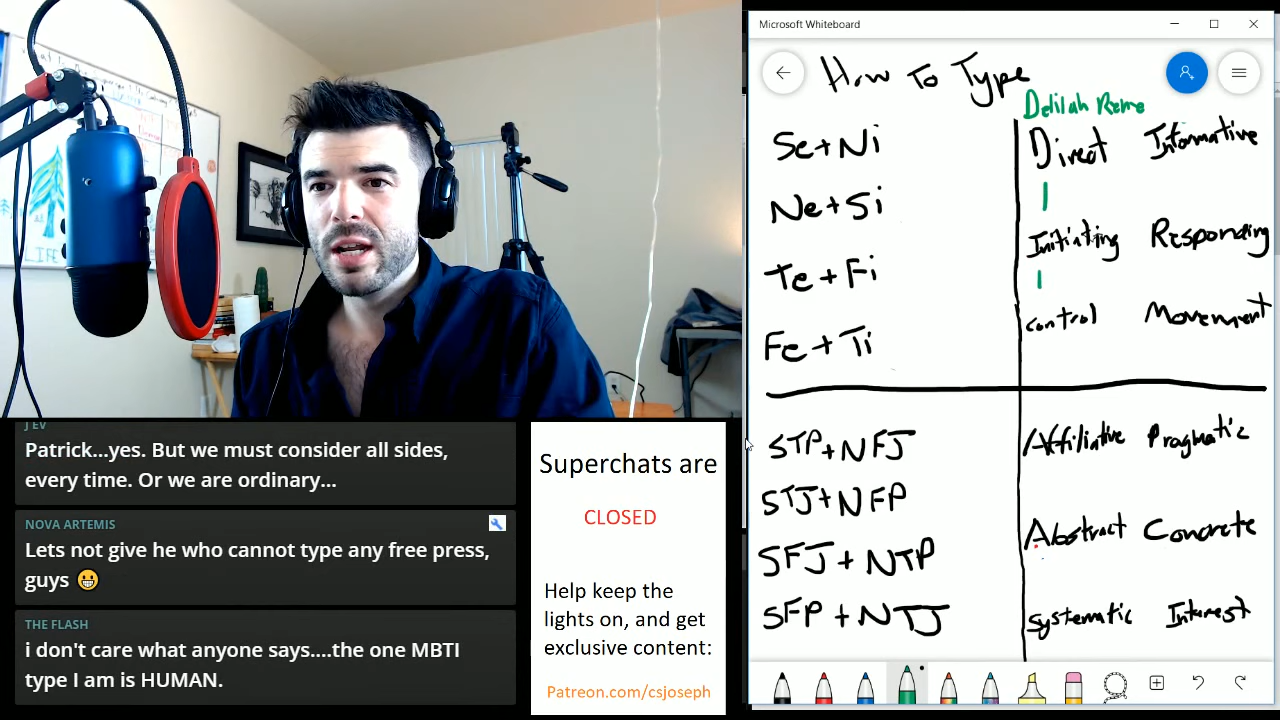 LIFE
J EV
Patrick...yes. But we must consider all sides,
every time. Or we are ordinary...
NOVA ARTEMIS
Lets not give he who cannot type any free press,
guys 😀
THE FLASH
i don't care what anyone says....the one MBTI
type I am is HUMAN.
Superchats are
CLOSED
Help keep the
lights on, and get
exclusive content:
Patreon.com/csjoseph
Microsoft Whiteboard
How To Type
Delilah Reme
Se+Ni
Direct Informative
Ne+Si
Initiating Responding
Te + Fi
control Movement
Fe + Ti
STP + NFJ
Affiliative Pragmatic
STJ + NFP
Abstract Concrete
SFJ + NTP
SFP + NTJ
Systematic Interest